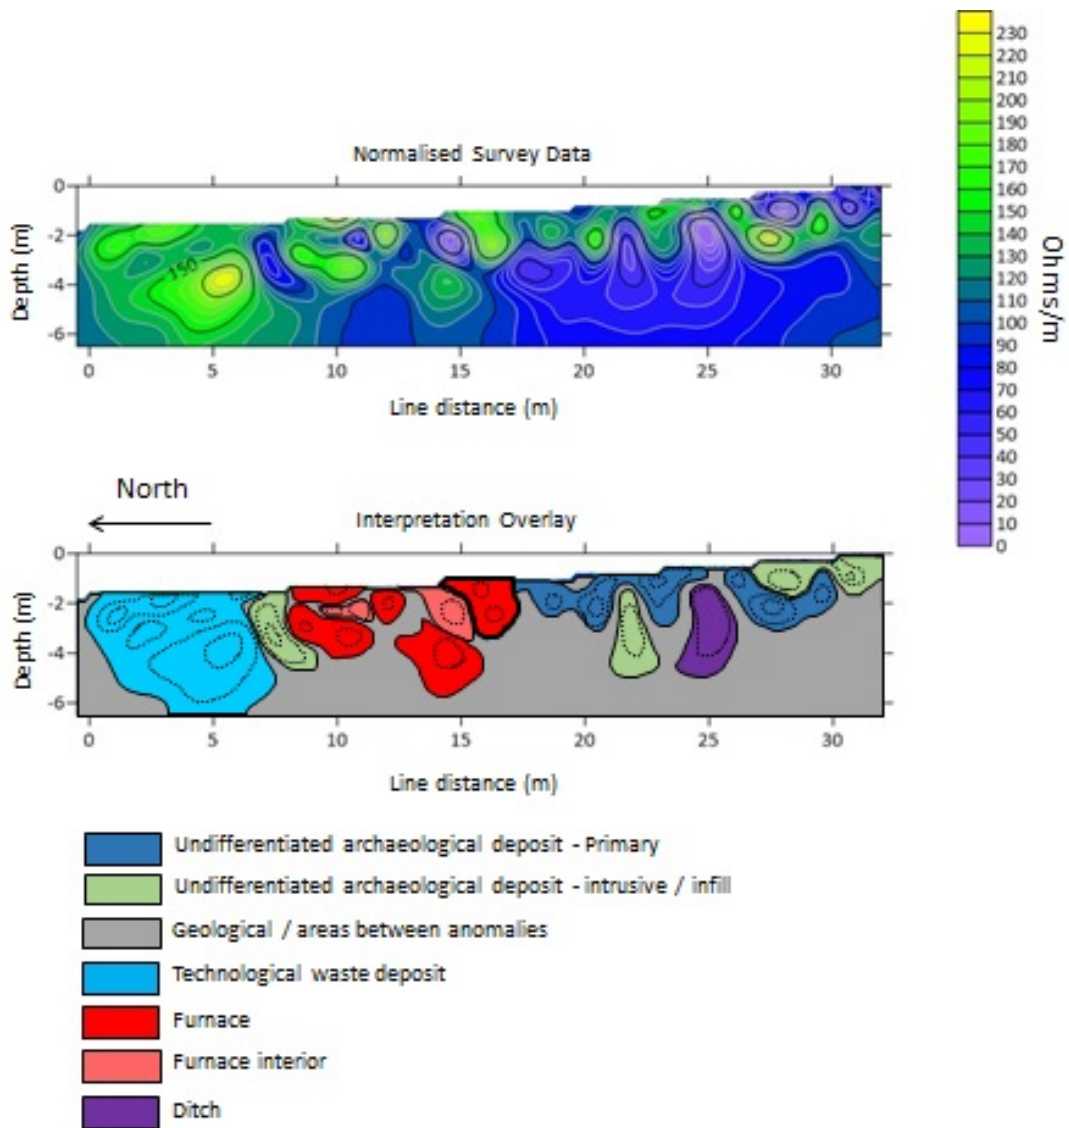 Normalised Survey Data
0
-2
-4
-6
Depth (m)
150
0 5 10 15 20 25 30
Line distance (m)
230
220
210
200
190
180
170
160
150
140
130
120
110
100
90
80
70
60
50
40
30
20
10
0
Ohms/m
North
Interpretation Overlay
0
-2
-4
-6
Depth (m)
0 5 10 15 20 25 30
Line distance (m)
Undifferentiated archaeological deposit - Primary
Undifferentiated archaeological deposit - intrusive / infill
Geological / areas between anomalies
Technological waste deposit
Furnace
Furnace interior
Ditch